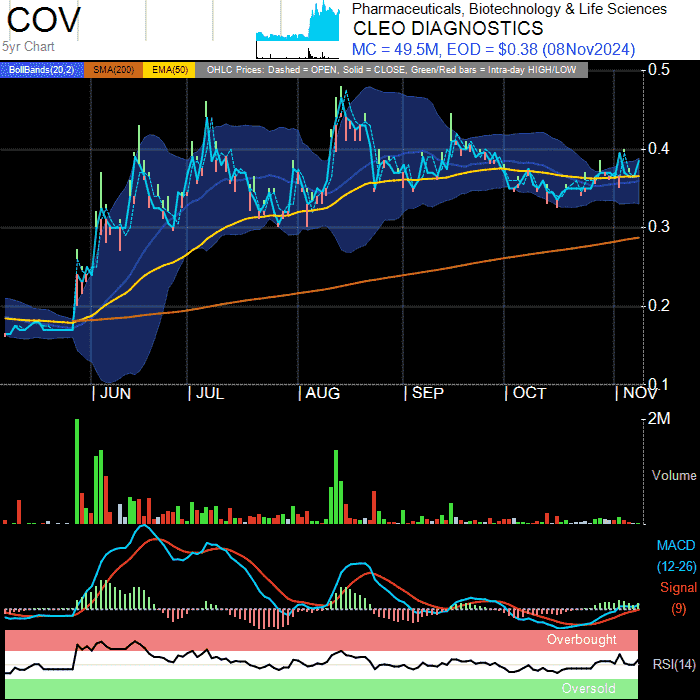 COV
Pharmaceuticals, Biotechnology & Life Sciences
CLEO DIAGNOSTICS
5yr Chart
MC = 49.5M, EOD = $0.38 (08Nov2024)
BollBands(20,2) SMA(200) EMA(50) OHLC Prices: Dashed = OPEN, Solid = CLOSE, Green/Red bars = Intra-day HIGH/LOW
0.5
0.4
0.3
0.2
0.1
JUN JUL AUG SEP OCT NOV
2M
Volume
MACD
(12-26)
Signal
(9)
Overbought
RSI(14)
Oversold